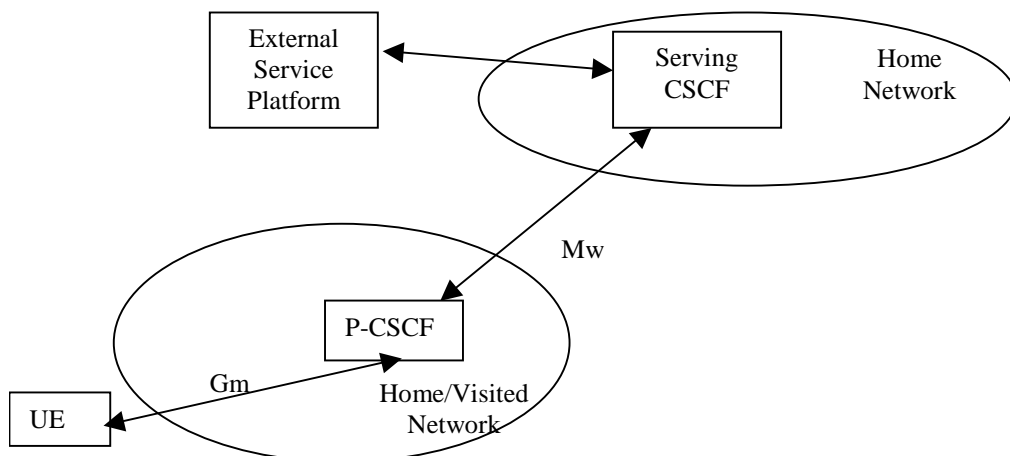 External
Service
Platform
Serving
CSCF
Home
Network
Mw
P-CSCF
Gm
Home/Visited
Network
UE